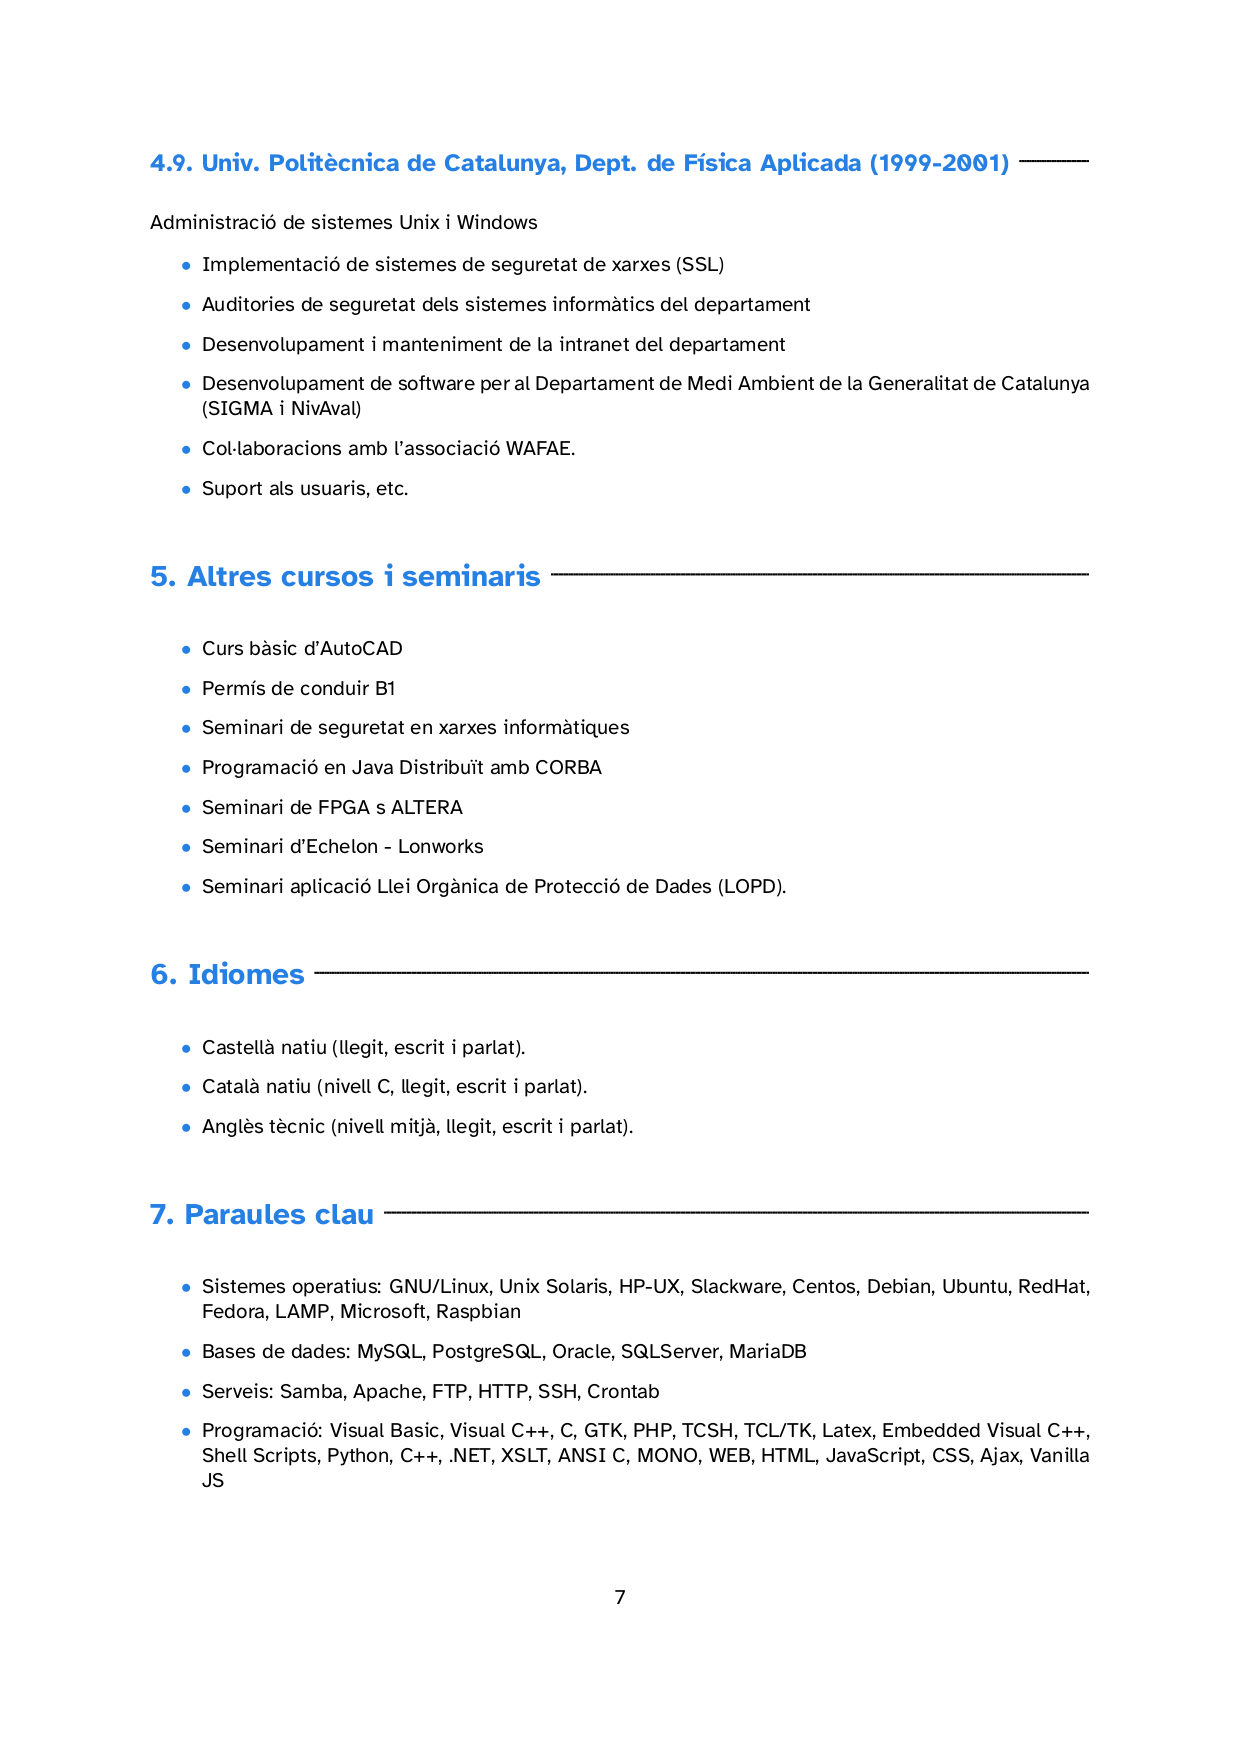 4.9. Univ. Politècnica de Catalunya, Dept. de Física Aplicada (1999-2001)
Administració de sistemes Unix i Windows
• Implementació de sistemes de seguretat de xarxes (SSL)
• Auditories de seguretat dels sistemes informàtics del departament
• Desenvolupament i manteniment de la intranet del departament
• Desenvolupament de software per al Departament de Medi Ambient de la Generalitat de Catalunya
(SIGMA i NivAval)
• Col·laboracions amb l’associació WAFAE.
• Suport als usuaris, etc.
5. Altres cursos i seminaris
• Curs bàsic d’AutoCAD
• Permís de conduir B1
• Seminari de seguretat en xarxes informàtiques
• Programació en Java Distribuït amb CORBA
• Seminari de FPGA s ALTERA
• Seminari d’Echelon - Lonworks
• Seminari aplicació Llei Orgànica de Protecció de Dades (LOPD).
6. Idiomes
• Castellà natiu (llegit, escrit i parlat).
• Català natiu (nivell C, llegit, escrit i parlat).
• Anglès tècnic (nivell mitjà, llegit, escrit i parlat).
7. Paraules clau
• Sistemes operatius: GNU/Linux, Unix Solaris, HP-UX, Slackware, Centos, Debian, Ubuntu, RedHat,
Fedora, LAMP, Microsoft, Raspbian
• Bases de dades: MySQL, PostgreSQL, Oracle, SQLServer, MariaDB
• Serveis: Samba, Apache, FTP, HTTP, SSH, Crontab
• Programació: Visual Basic, Visual C++, C, GTK, PHP, TCSH, TCL/TK, Latex, Embedded Visual C++,
Shell Scripts, Python, C++, .NET, XSLT, ANSI C, MONO, WEB, HTML, JavaScript, CSS, Ajax, Vanilla
JS
7